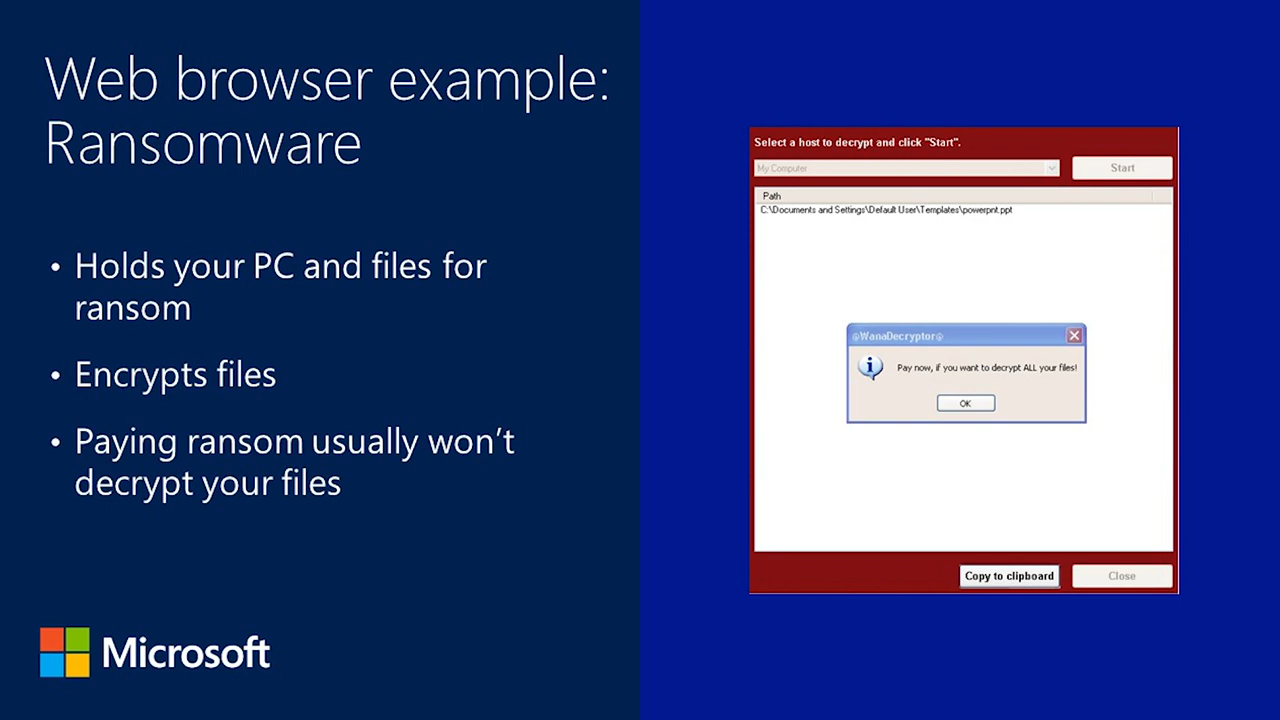 Web browser example:
Ransomware
• Holds your PC and files for
ransom
• Encrypts files
• Paying ransom usually won't
decrypt your files
Microsoft
Select a host to decrypt and click "Start".
My Computer
Start
Path
C:\Documents and Settings\Default User\Templates\powerpnt.ppt
@WanaDecryptor@
Pay now, if you want to decrypt ALL your files!
OK
Copy to clipboard
Close